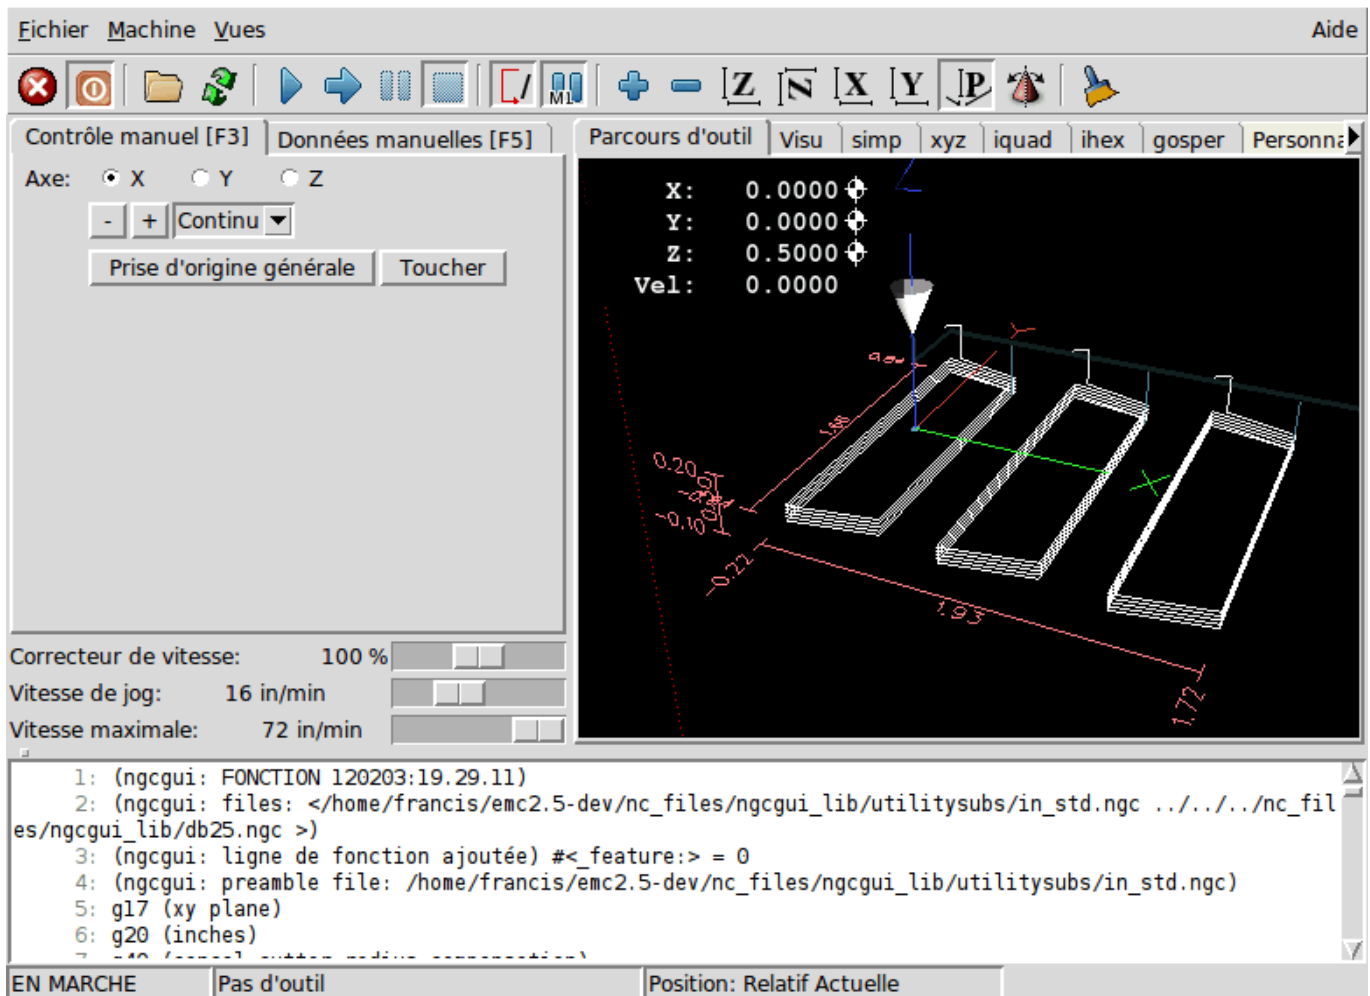 Fichier Machine Vues Aide
M1 Z N X Y P
Contrôle manuel [F3] Données manuelles [F5]
Parcours d'outil Visu simp xyz iquad ihex gosper Personna
Axe: X Y Z
- + Continu
Prise d'origine générale Toucher
X: 0.0000
Y: 0.0000
Z: 0.5000
Vel: 0.0000
Y
X
0.20
-0.10
-0.22
1.93
1.72
Correcteur de vitesse: 100 %
Vitesse de jog: 16 in/min
Vitesse maximale: 72 in/min
1: (ngcgui: FONCTION 120203:19.29.11)
2: (ngcgui: files: </home/francis/emc2.5-dev/nc_files/ngcgui_lib/utilitysubs/in_std.ngc ../../../nc_fil
es/ngcgui_lib/db25.ngc >)
3: (ngcgui: ligne de fonction ajoutée) #<_feature:> = 0
4: (ngcgui: preamble file: /home/francis/emc2.5-dev/nc_files/ngcgui_lib/utilitysubs/in_std.ngc)
5: g17 (xy plane)
6: g20 (inches)
EN MARCHE Pas d'outil Position: Relatif Actuelle